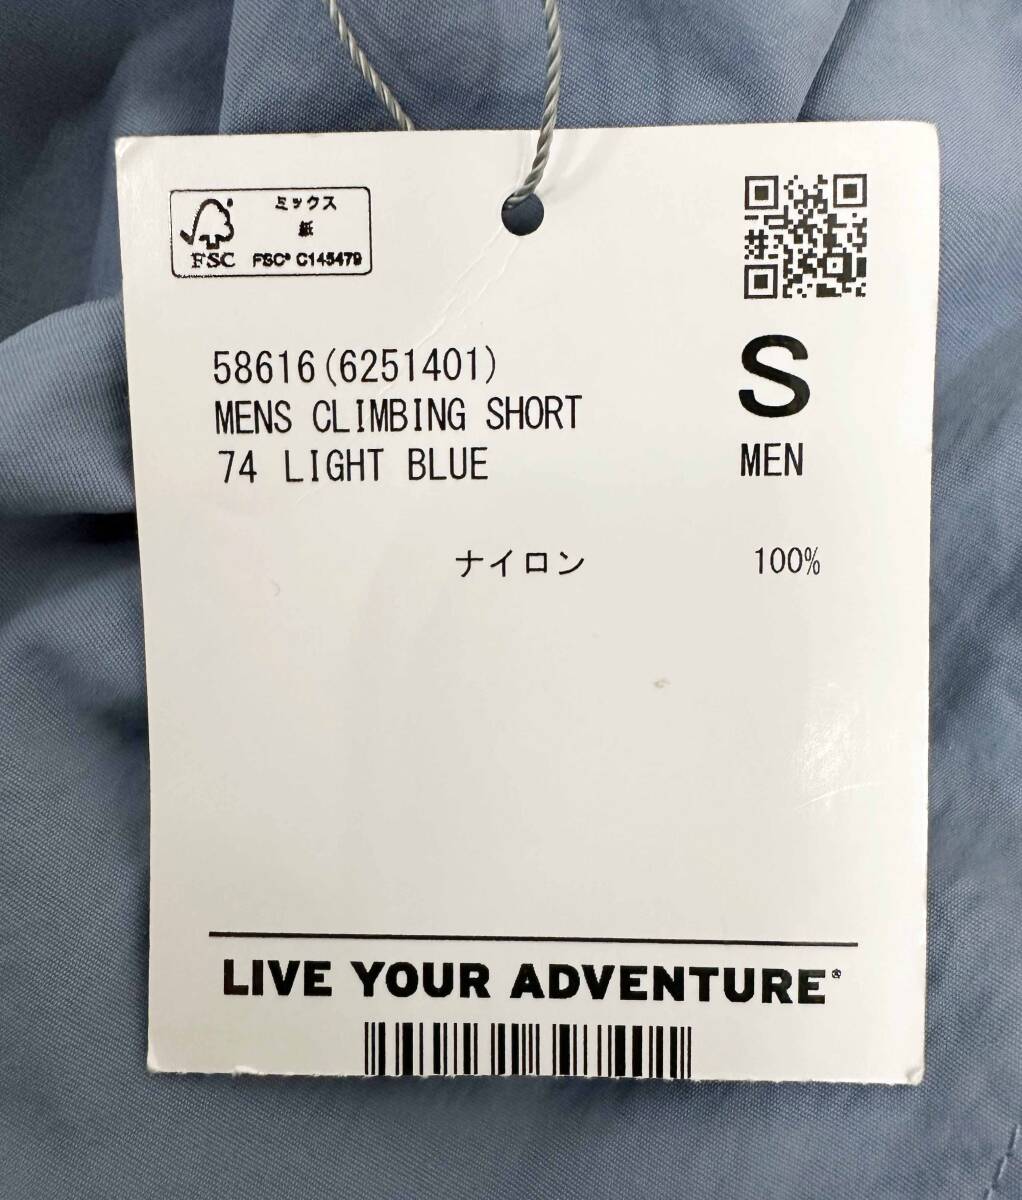 ミックス
紙
FSC
FSC® C145479
58616(6251401)
S
MENS CLIMBING SHORT
74 LIGHT BLUE
MEN
ナイロン 100%
LIVE YOUR ADVENTURE®